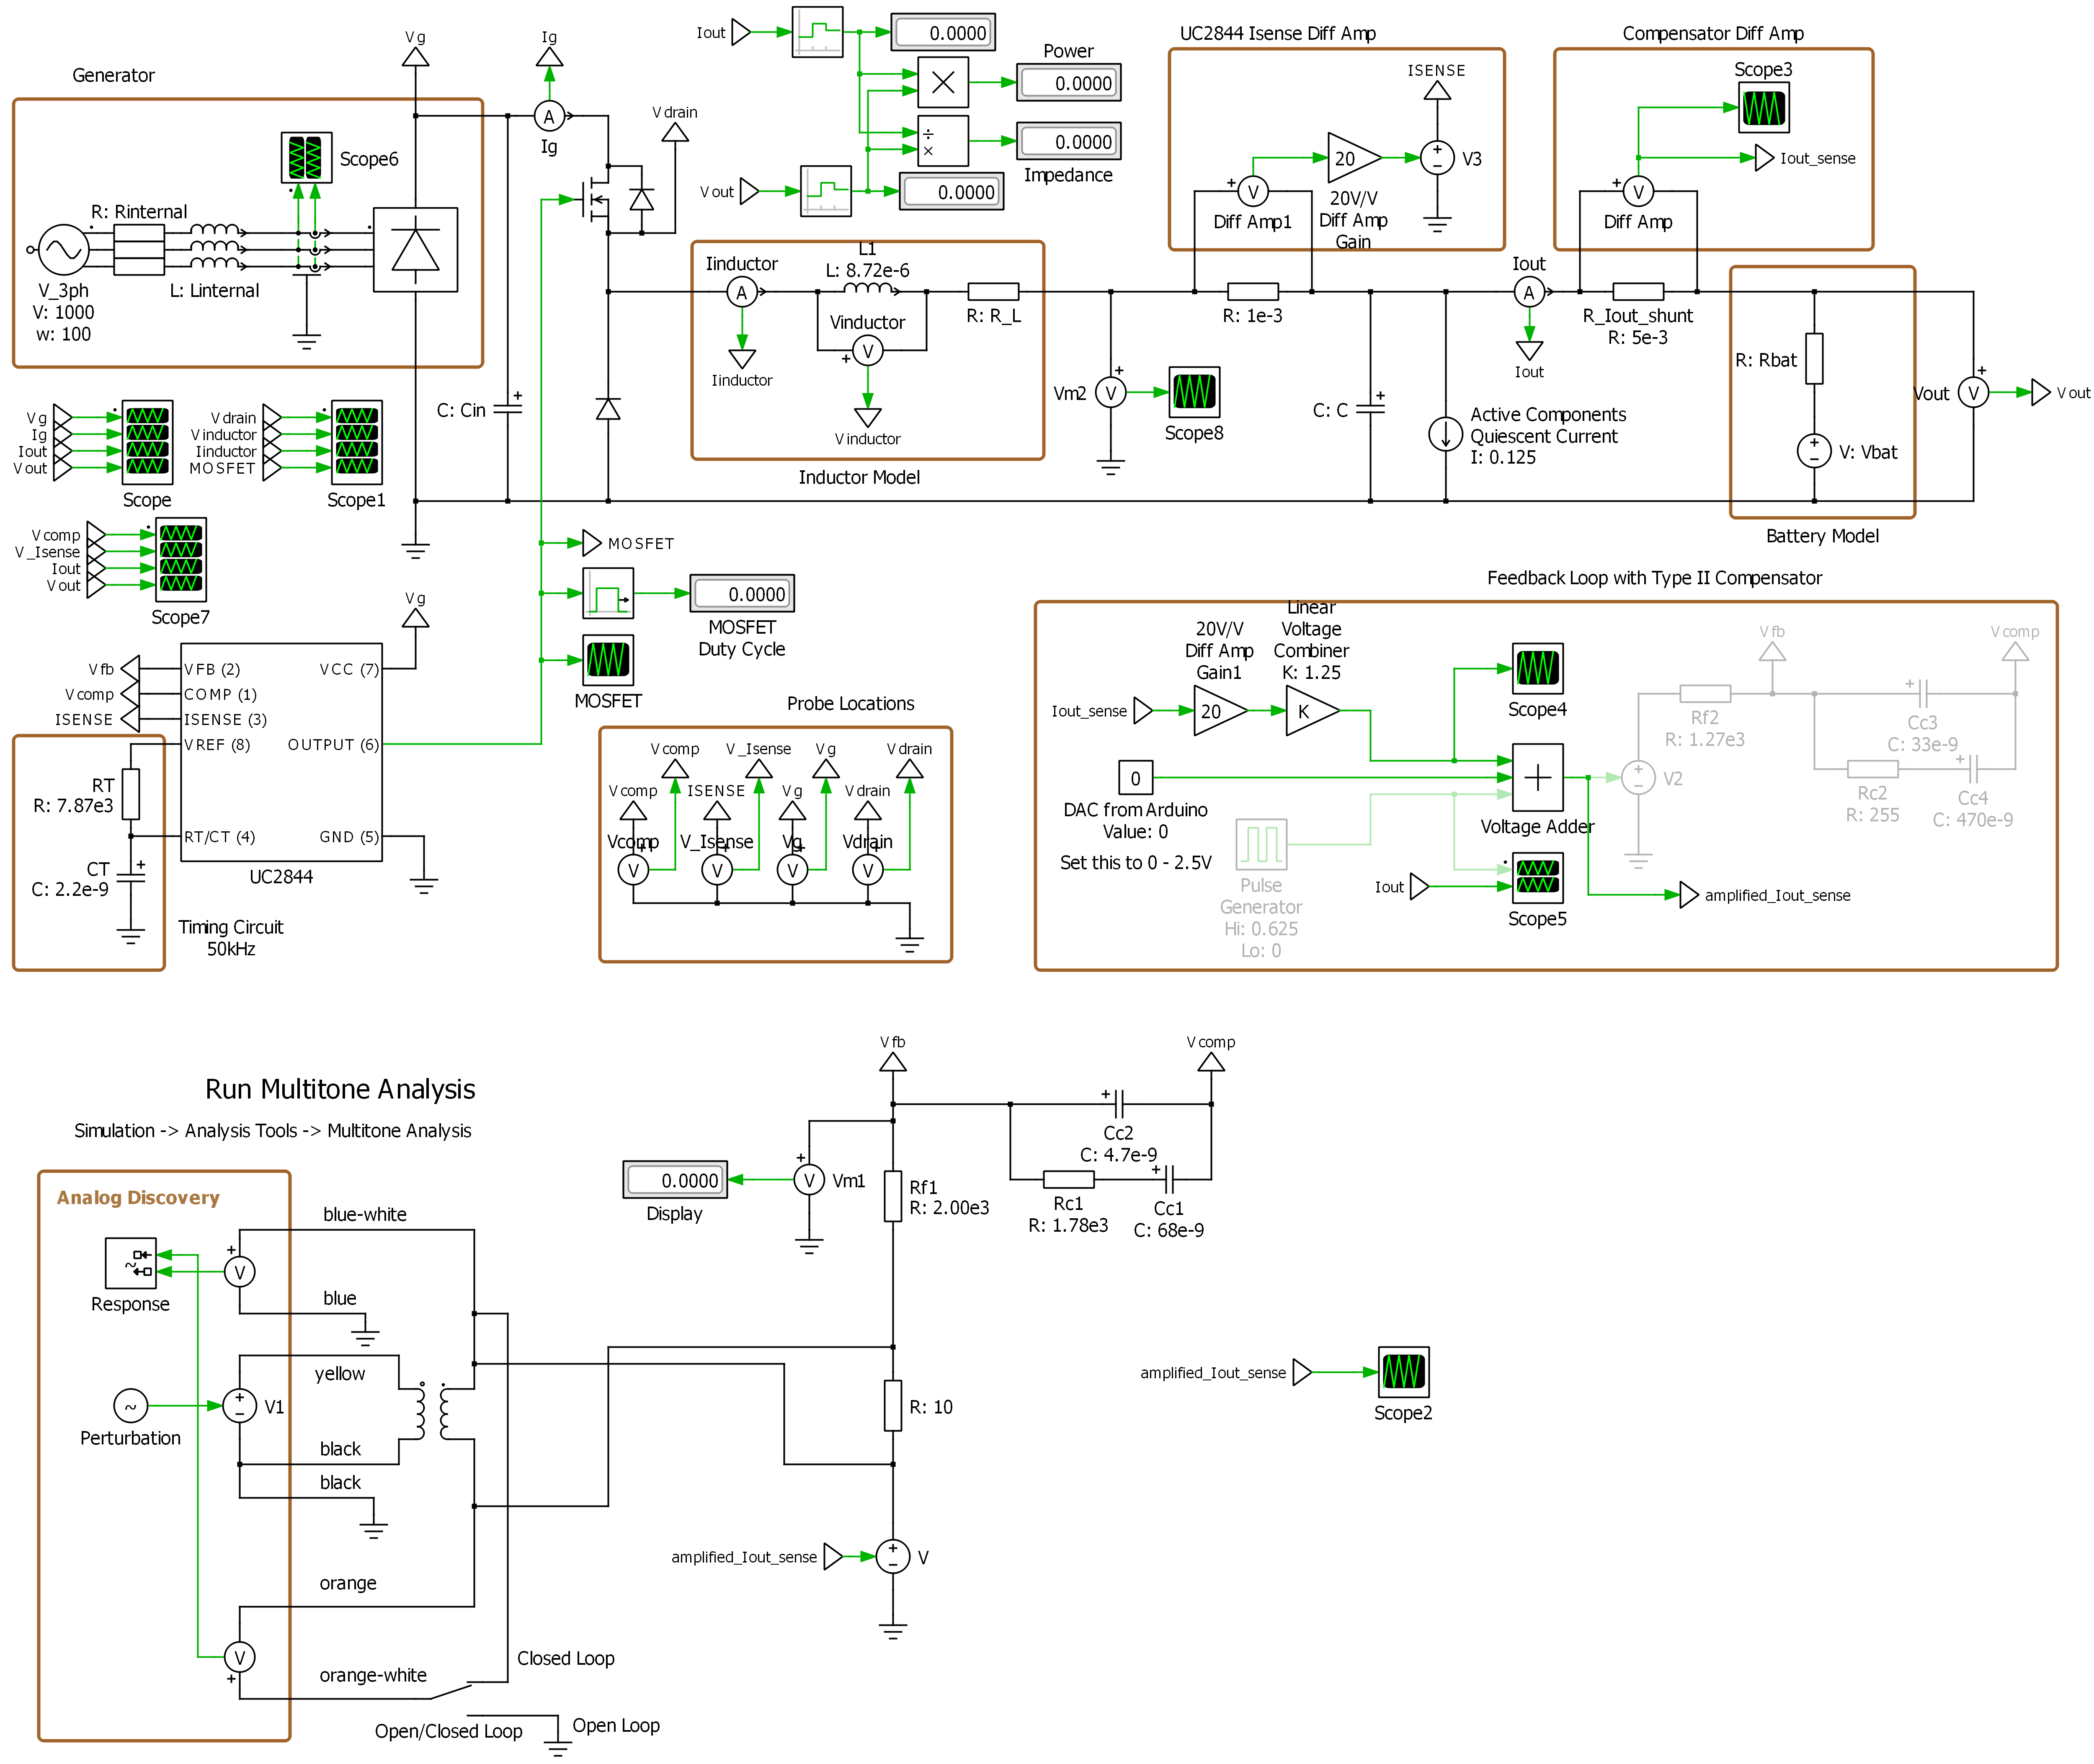 Generator
Vg
Ig
A
Ig
Vdrain
Scope6
R: Rinternal
L: Linternal
V_3ph
V: 1000
w: 100
Iout
0.0000
Power
0.0000
÷
×
0.0000
Impedance
Vout
0.0000
UC2844 Isense Diff Amp
ISENSE
V
Diff Amp1
20
20V/V
Diff Amp
Gain
V3
Compensator Diff Amp
Scope3
Iout_sense
V
Diff Amp
Iinductor
A
Iinductor
L1
L: 8.72e-6
Vinductor
V
Vinductor
R: R_L
Inductor Model
Vm2
V
Scope8
R: 1e-3
C: Cin
C: C
Iout
A
Iout
R_Iout_shunt
R: 5e-3
Active Components
Quiescent Current
I: 0.125
R: Rbat
V: Vbat
Battery Model
Vout
V
Vout
Vg
Ig
Iout
Vout
Scope
Vdrain
Vinductor
Iinductor
MOSFET
Scope1
Vcomp
V_Isense
Iout
Vout
Scope7
MOSFET
0.0000
MOSFET
Duty Cycle
MOSFET
Vg
Vfb
Vcomp
ISENSE
VFB (2)
COMP (1)
ISENSE (3)
VREF (8)
RT/CT (4)
VCC (7)
OUTPUT (6)
GND (5)
UC2844
RT
R: 7.87e3
CT
C: 2.2e-9
Timing Circuit
50kHz
Probe Locations
Vcomp
V_Isense
Vg
Vdrain
Vcomp
ISENSE
Vg
Vdrain
Vcomp
V_Isense
Vg
Vdrain
V
V
V
V
Feedback Loop with Type II Compensator
Iout_sense
20V/V
Diff Amp
Gain1
20
Linear
Voltage
Combiner
K: 1.25
K
Scope4
0
DAC from Arduino
Value: 0
Set this to 0 - 2.5V
Voltage Adder
Pulse
Generator
Hi: 0.625
Lo: 0
Iout
Scope5
amplified_Iout_sense
V2
Rf2
R: 1.27e3
Vfb
Vcomp
Cc3
C: 33e-9
Rc2
R: 255
Cc4
C: 470e-9
Run Multitone Analysis
Simulation -> Analysis Tools -> Multitone Analysis
Analog Discovery
Response
V
blue-white
blue
yellow
Perturbation
V1
black
black
orange
V
orange-white
Closed Loop
Open/Closed Loop
Open Loop
Vfb
Vcomp
0.0000
Display
V
Vm1
Rf1
R: 2.00e3
Cc2
C: 4.7e-9
Rc1
R: 1.78e3
Cc1
C: 68e-9
R: 10
amplified_Iout_sense
V
amplified_Iout_sense
Scope2